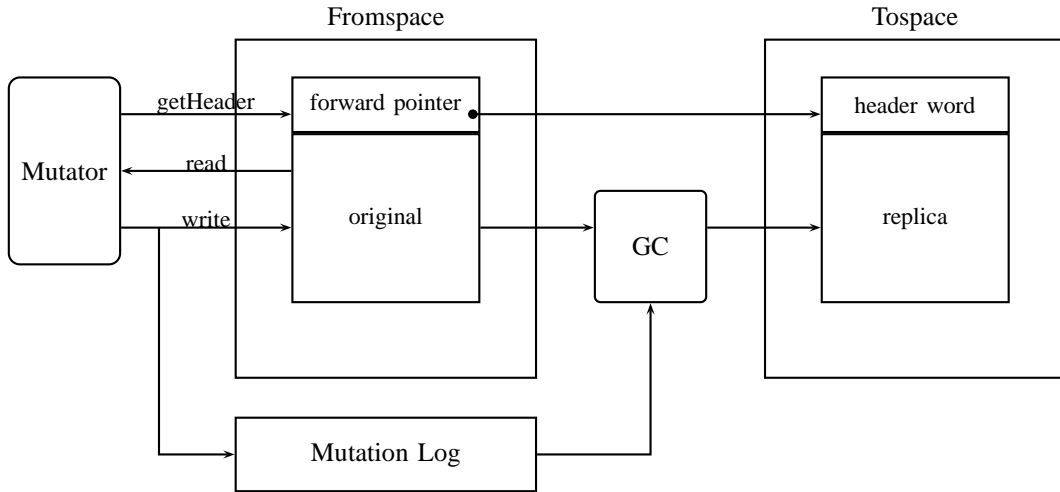 Fromspace
Tospace
getHeader
forward pointer
header word
Mutator
read
write
original
GC
replica
Mutation Log